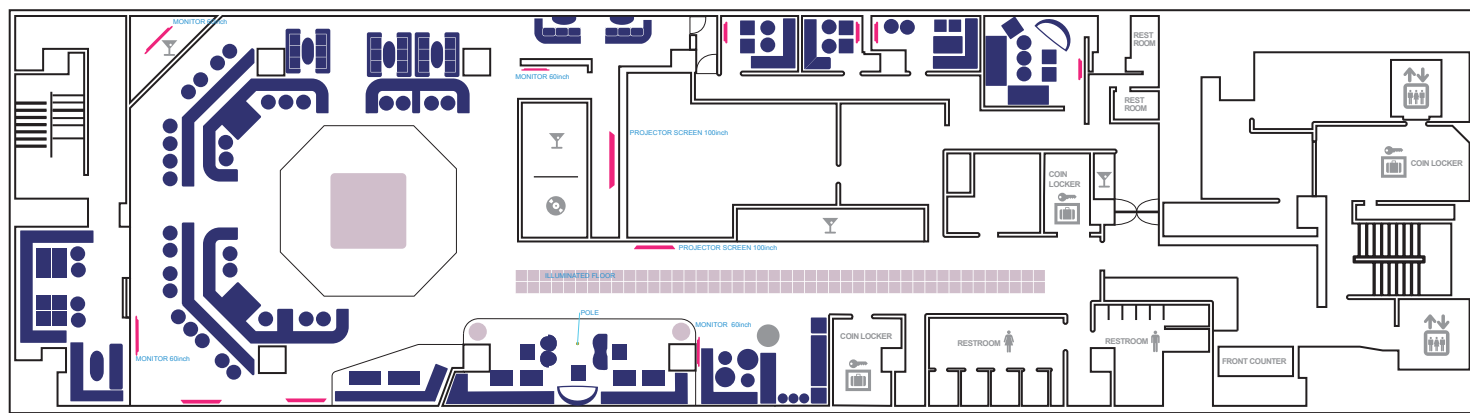 MONITOR 60inch
REST
ROOM
MONITOR 60inch
REST
ROOM
PROJECTOR SCREEN 100inch
COIN LOCKER
COIN
LOCKER
PROJECTOR SCREEN 100inch
ILLUMINATED FLOOR
POLE
MONITOR 60inch
COIN LOCKER
RESTROOM
RESTROOM
MONITOR 60inch
FRONT COUNTER